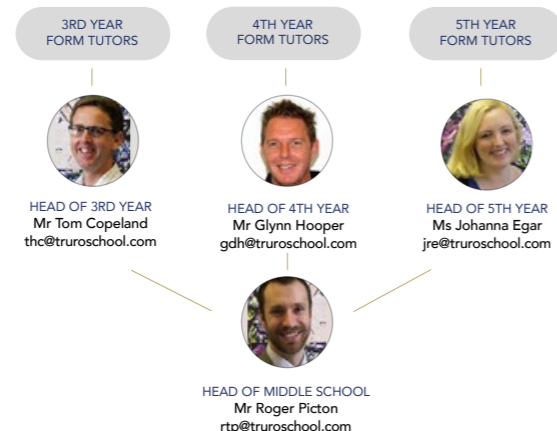 3RD YEAR
FORM TUTORS
4TH YEAR
FORM TUTORS
5TH YEAR
FORM TUTORS
HEAD OF 3RD YEAR
Mr Tom Copeland
thc@truroschool.com
HEAD OF 4TH YEAR
Mr Glynn Hooper
gdh@truroschool.com
HEAD OF 5TH YEAR
Ms Johanna Egar
jre@truroschool.com
HEAD OF MIDDLE SCHOOL
Mr Roger Picton
rtp@truroschool.com